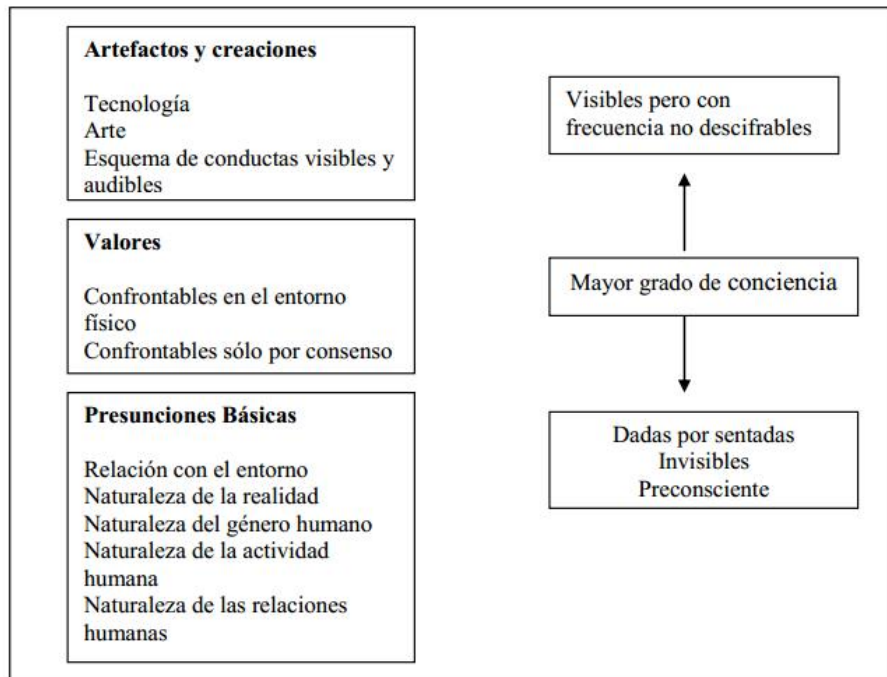 Artefactos y creaciones
Tecnología
Arte
Esquema de conductas visibles y
audibles
Visibles pero con
frecuencia no descifrables
Valores
Confrontables en el entorno
físico
Confrontables sólo por consenso
Mayor grado de conciencia
Presunciones Básicas
Relación con el entorno
Naturaleza de la realidad
Naturaleza del género humano
Naturaleza de la actividad
humana
Naturaleza de las relaciones
humanas
Dadas por sentadas
Invisibles
Preconsciente